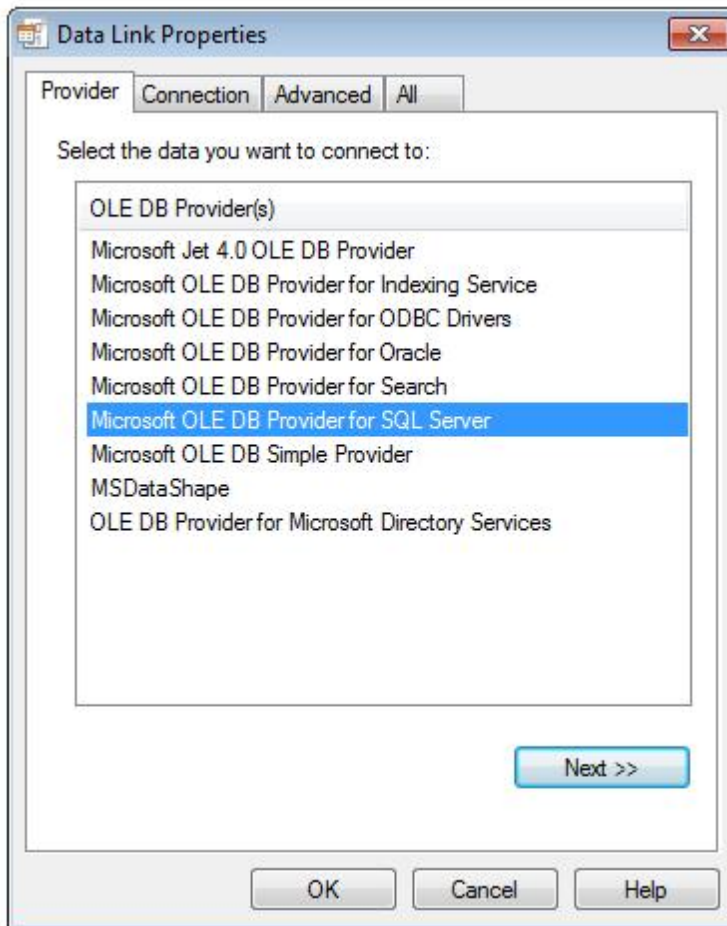 Data Link Properties
Provider Connection Advanced All
Select the data you want to connect to:
OLE DB Provider(s)
Microsoft Jet 4.0 OLE DB Provider
Microsoft OLE DB Provider for Indexing Service
Microsoft OLE DB Provider for ODBC Drivers
Microsoft OLE DB Provider for Oracle
Microsoft OLE DB Provider for Search
Microsoft OLE DB Provider for SQL Server
Microsoft OLE DB Simple Provider
MSDataShape
OLE DB Provider for Microsoft Directory Services
Next >>
OK Cancel Help